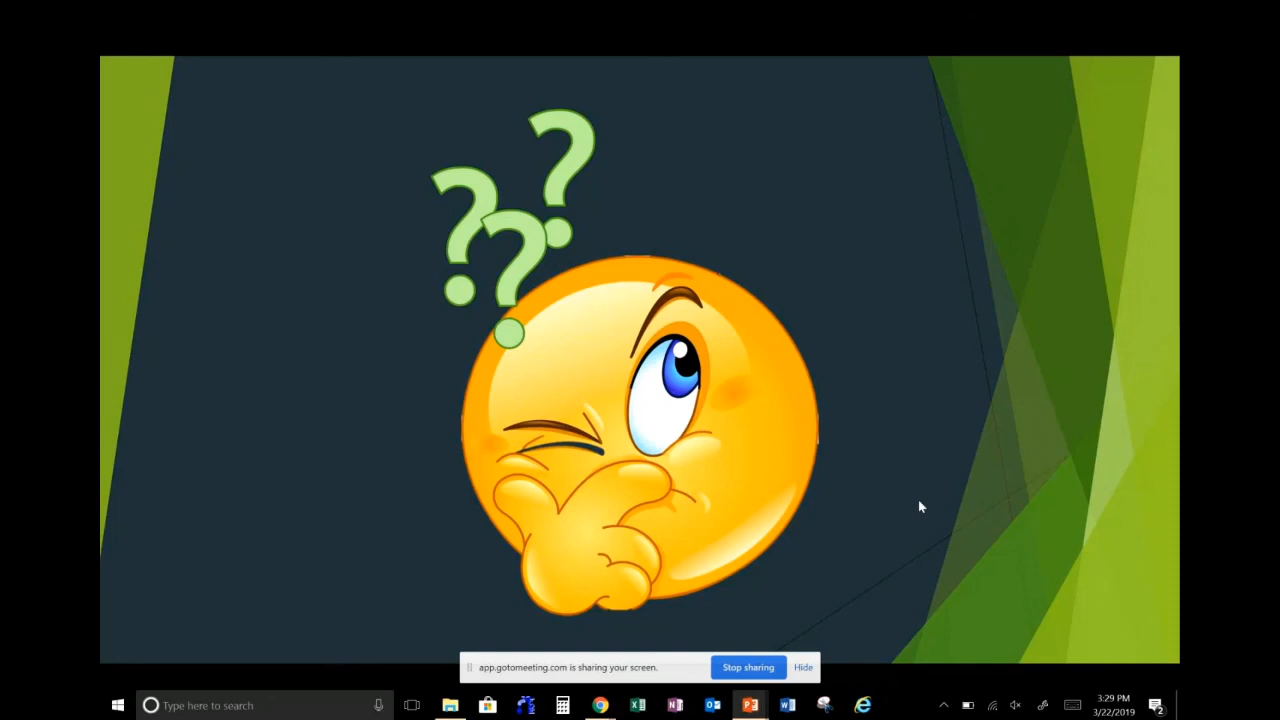 ?
?
?
app.gotomeeting.com is sharing your screen.
Stop sharing
Hide
Type here to search
3:29 PM
3/22/2019
2